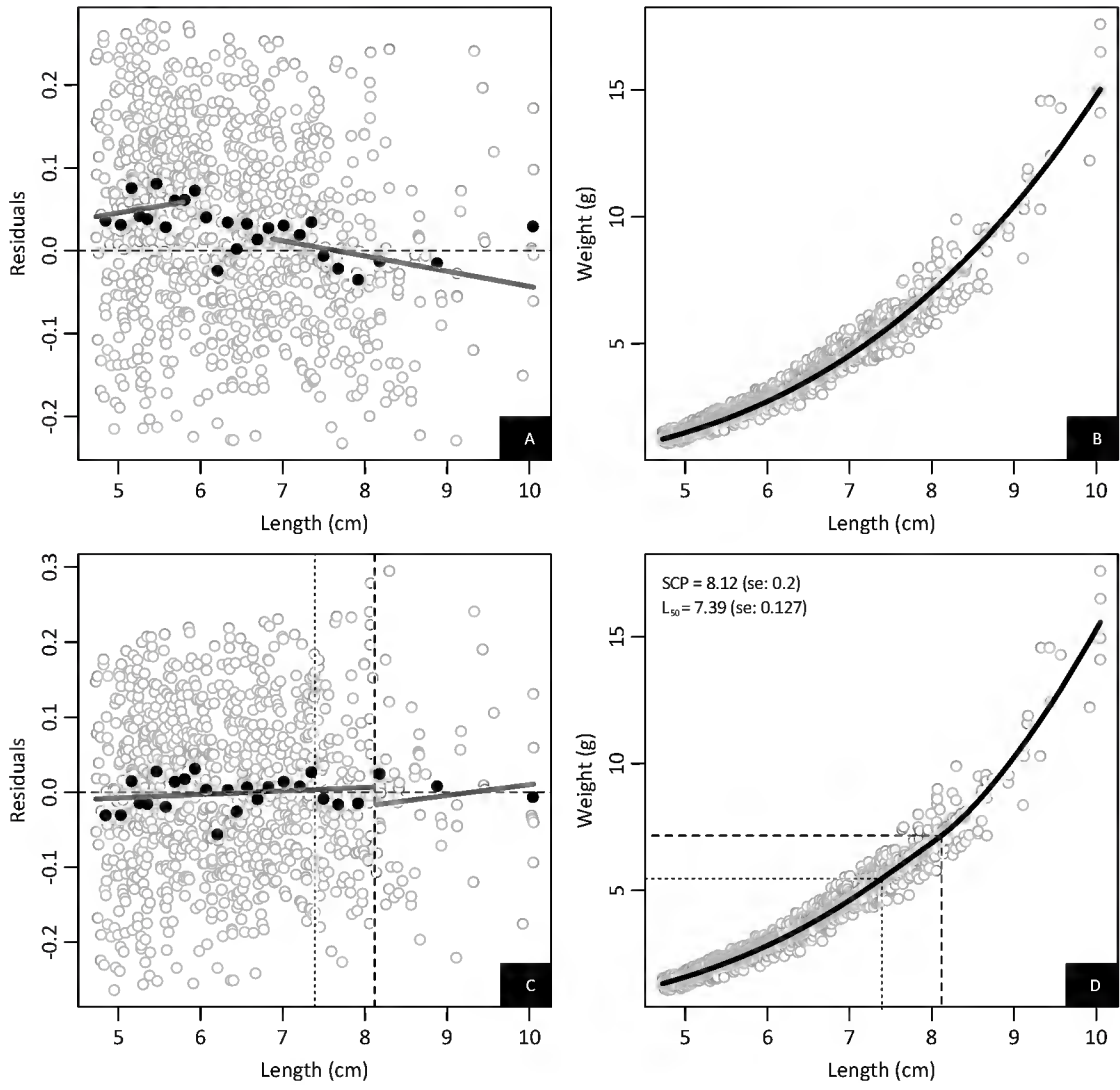 Residuals
0.2
0.1
0.0
-0.1
-0.2
A
5 6 7 8 9 10
Length (cm)
Weight (g)
15
10
5
B
5 6 7 8 9 10
Length (cm)
Residuals
0.3
0.2
0.1
0.0
-0.1
-0.2
C
5 6 7 8 9 10
Length (cm)
SCP = 8.12 (se: 0.2)
L₅₀ = 7.39 (se: 0.127)
Weight (g)
15
10
5
D
5 6 7 8 9 10
Length (cm)